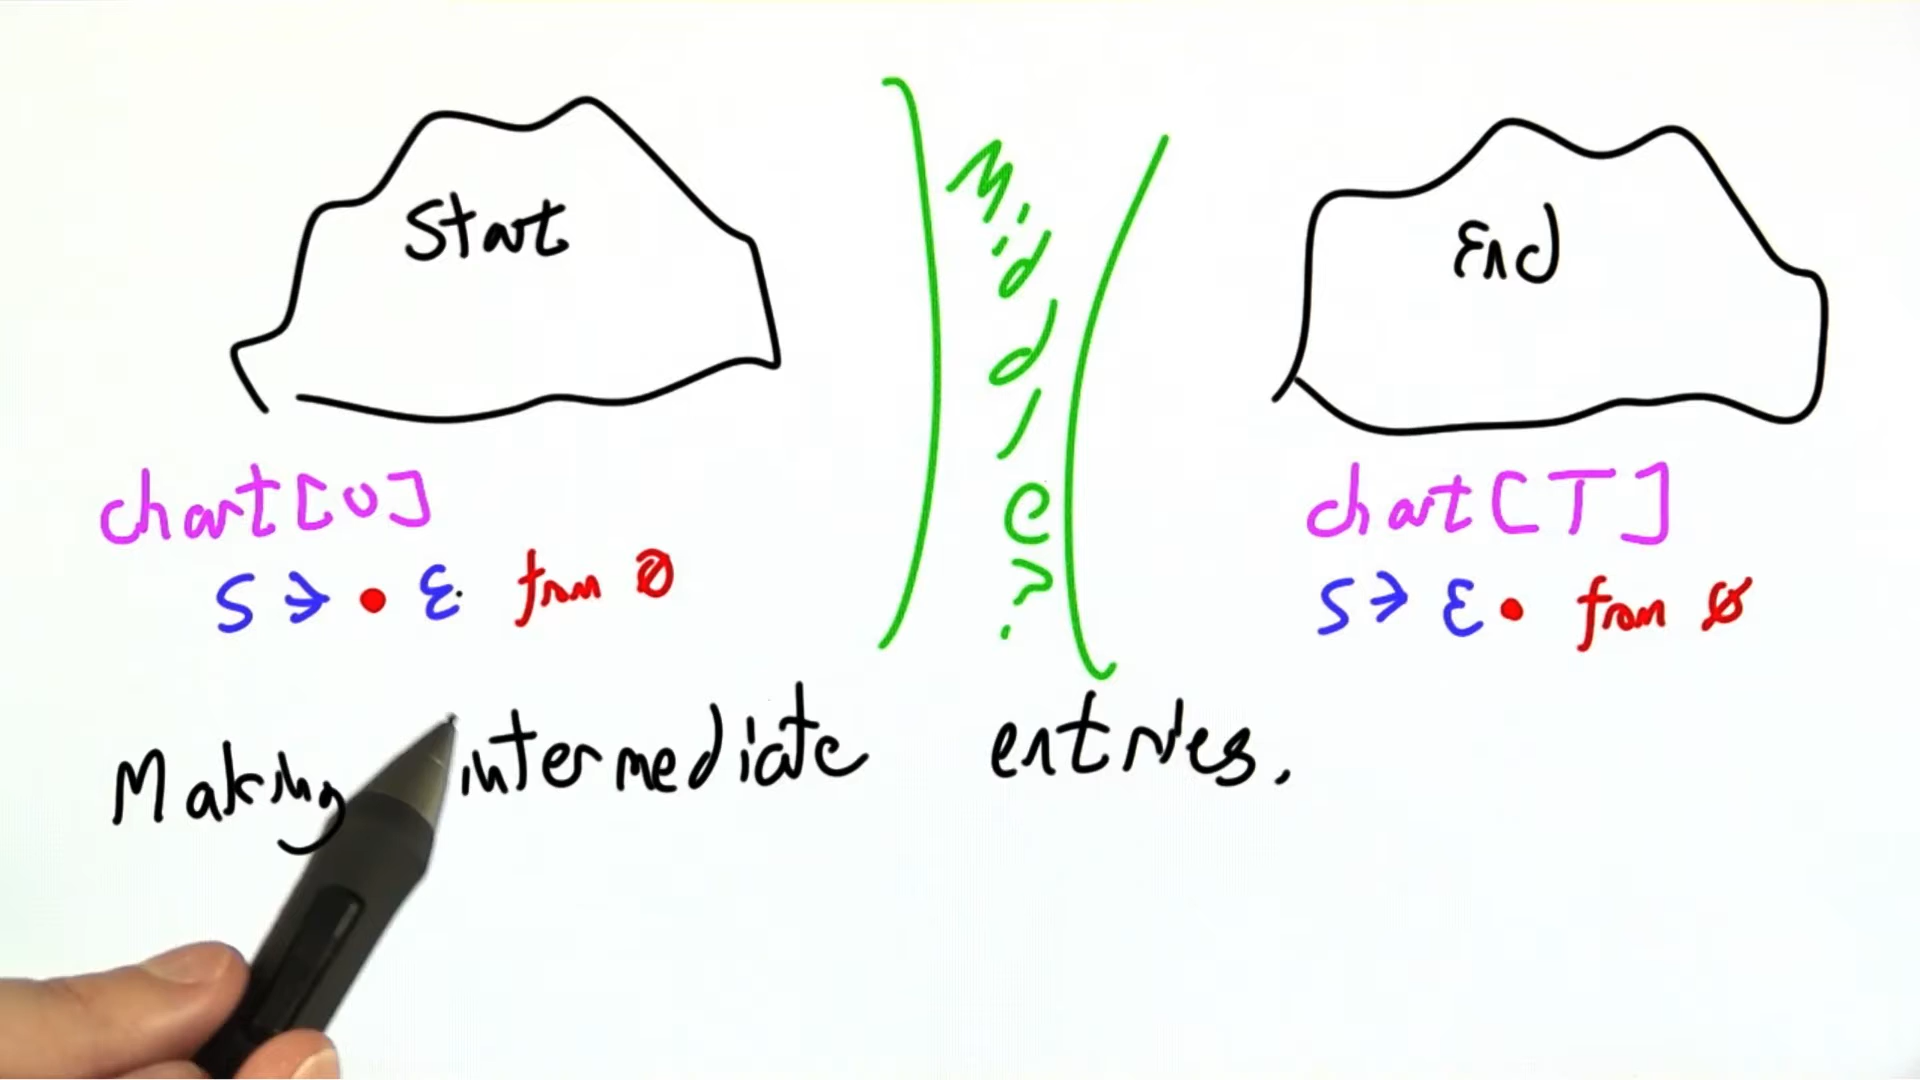 Start
Middle?
End
chart[0]
S → • E from 0
chart[T]
S → E • from 0
Making intermediate entries.